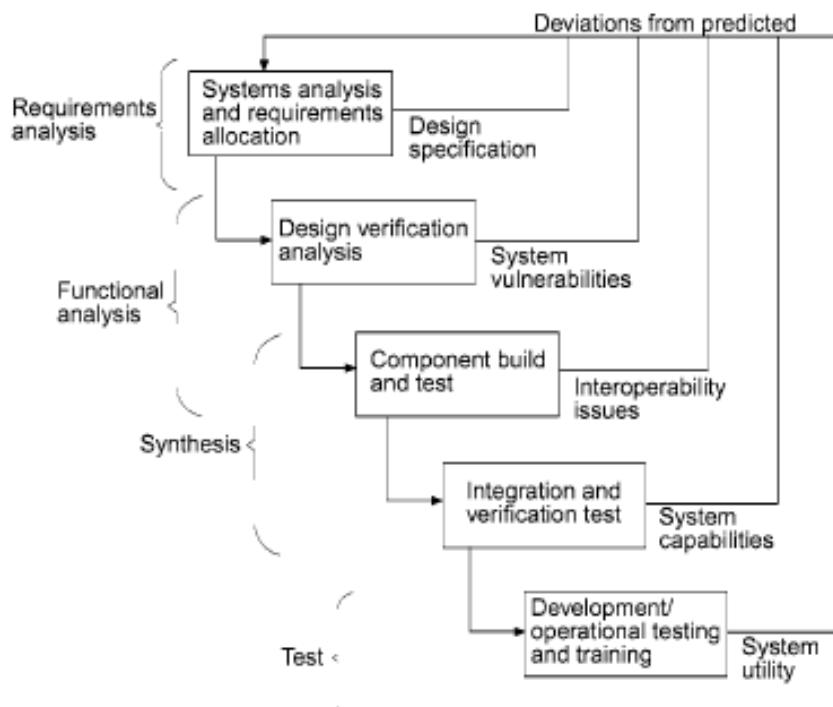 Deviations from predicted
Requirements
analysis
Systems analysis
and requirements
allocation
Design
specification
Design verification
analysis
System
vulnerabilities
Functional
analysis
Component build
and test
Interoperability
issues
Synthesis
Integration and
verification test
System
capabilities
Development/
operational testing
and training
System
utility
Test